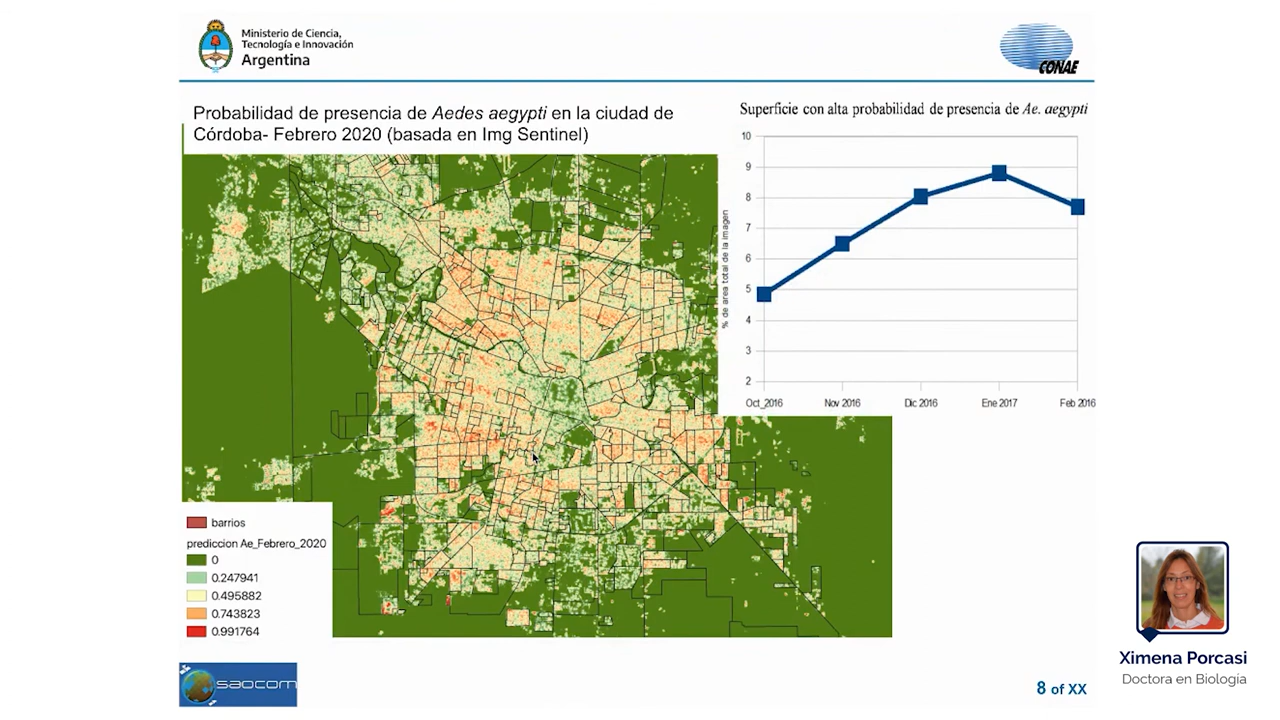 Ministerio de Ciencia,
Tecnología e Innovación
Argentina
CONAE
Probabilidad de presencia de Aedes aegypti en la ciudad de
Córdoba- Febrero 2020 (basada en Img Sentinel)
Superficie con alta probabilidad de presencia de Ae. aegypti
10
9
8
7
6
5
4
3
2
% de area total de la imagen
Oct_2016
Nov 2016
Dic 2016
Ene 2017
Feb 2016
barrios
prediccion Ae_Febrero_2020
0
0.247941
0.495882
0.743823
0.991764
saocom
8 of XX
Ximena Porcasi
Doctora en Biología